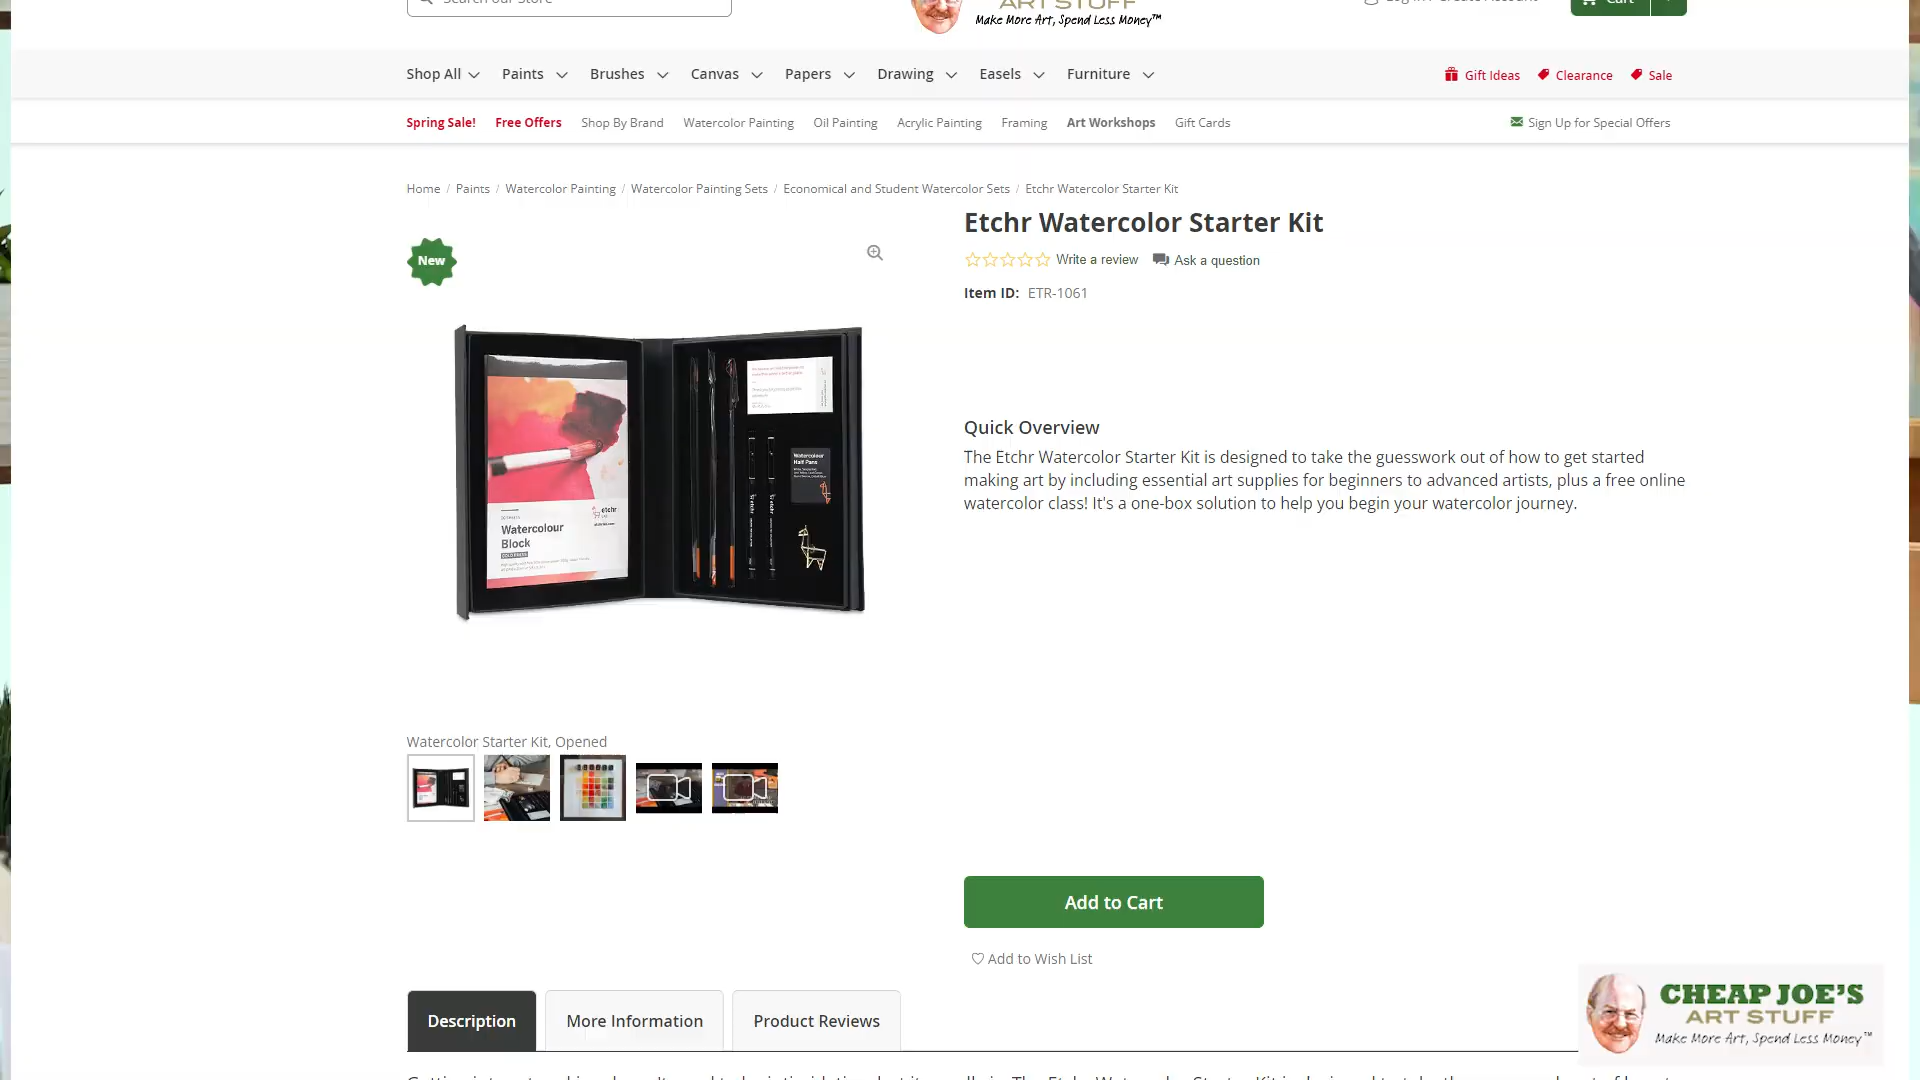 ART STUFF
Make More Art, Spend Less Money™
Cart
Shop All
Paints
Brushes
Canvas
Papers
Drawing
Easels
Furniture
Gift Ideas
Clearance
Sale
Spring Sale!
Free Offers
Shop By Brand
Watercolor Painting
Oil Painting
Acrylic Painting
Framing
Art Workshops
Gift Cards
Sign Up for Special Offers
Home / Paints / Watercolor Painting / Watercolor Painting Sets / Economical and Student Watercolor Sets / Etchr Watercolor Starter Kit
Etchr Watercolor Starter Kit
New
Write a review
Ask a question
Item ID: ETR-1061
Watercolour
Half Pans
etchr
etchr
etchr
Watercolour
Block
Quick Overview
The Etchr Watercolor Starter Kit is designed to take the guesswork out of how to get started
making art by including essential art supplies for beginners to advanced artists, plus a free online
watercolor class! It's a one-box solution to help you begin your watercolor journey.
Watercolor Starter Kit, Opened
Add to Cart
Add to Wish List
Description
More Information
Product Reviews
CHEAP JOE'S
ART STUFF
Make More Art, Spend Less Money™